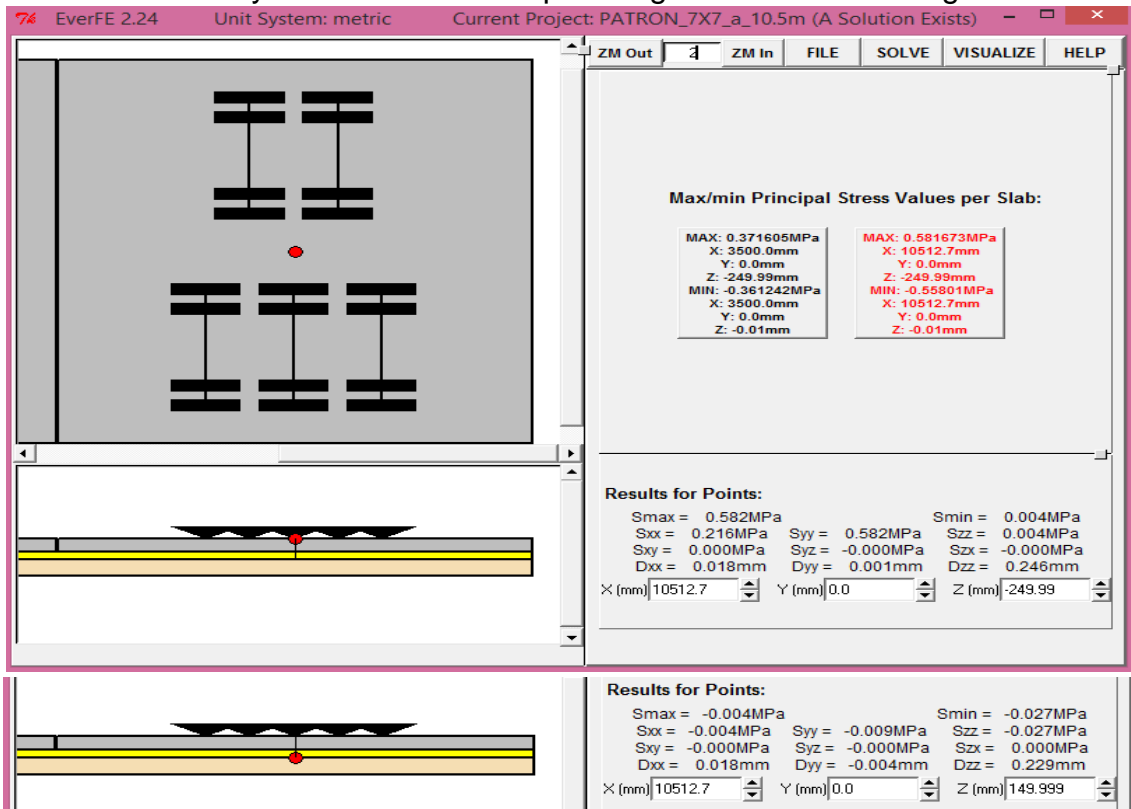 EverFE 2.24 Unit System: metric Current Project: PATRON_7X7_a_10.5m (A Solution Exists)
ZM Out 2 ZM In FILE SOLVE VISUALIZE HELP
Max/min Principal Stress Values per Slab:
MAX: 0.371605MPa
X: 3500.0mm
Y: 0.0mm
Z: -249.99mm
MIN: -0.361242MPa
X: 3500.0mm
Y: 0.0mm
Z: -0.01mm
MAX: 0.581673MPa
X: 10512.7mm
Y: 0.0mm
Z: -249.99mm
MIN: -0.55801MPa
X: 10512.7mm
Y: 0.0mm
Z: -0.01mm
Results for Points:
Smax = 0.582MPa Smin = 0.004MPa
Sxx = 0.216MPa Syy = 0.582MPa Szz = 0.004MPa
Sxy = 0.000MPa Syz = -0.000MPa Szx = -0.000MPa
Dxx = 0.018mm Dyy = 0.001mm Dzz = 0.246mm
X (mm) 10512.7 Y (mm) 0.0 Z (mm) -249.99
Results for Points:
Smax = -0.004MPa Smin = -0.027MPa
Sxx = -0.004MPa Syy = -0.009MPa Szz = -0.027MPa
Sxy = -0.000MPa Syz = -0.000MPa Szx = 0.000MPa
Dxx = 0.018mm Dyy = -0.004mm Dzz = 0.229mm
X (mm) 10512.7 Y (mm) 0.0 Z (mm) 149.999